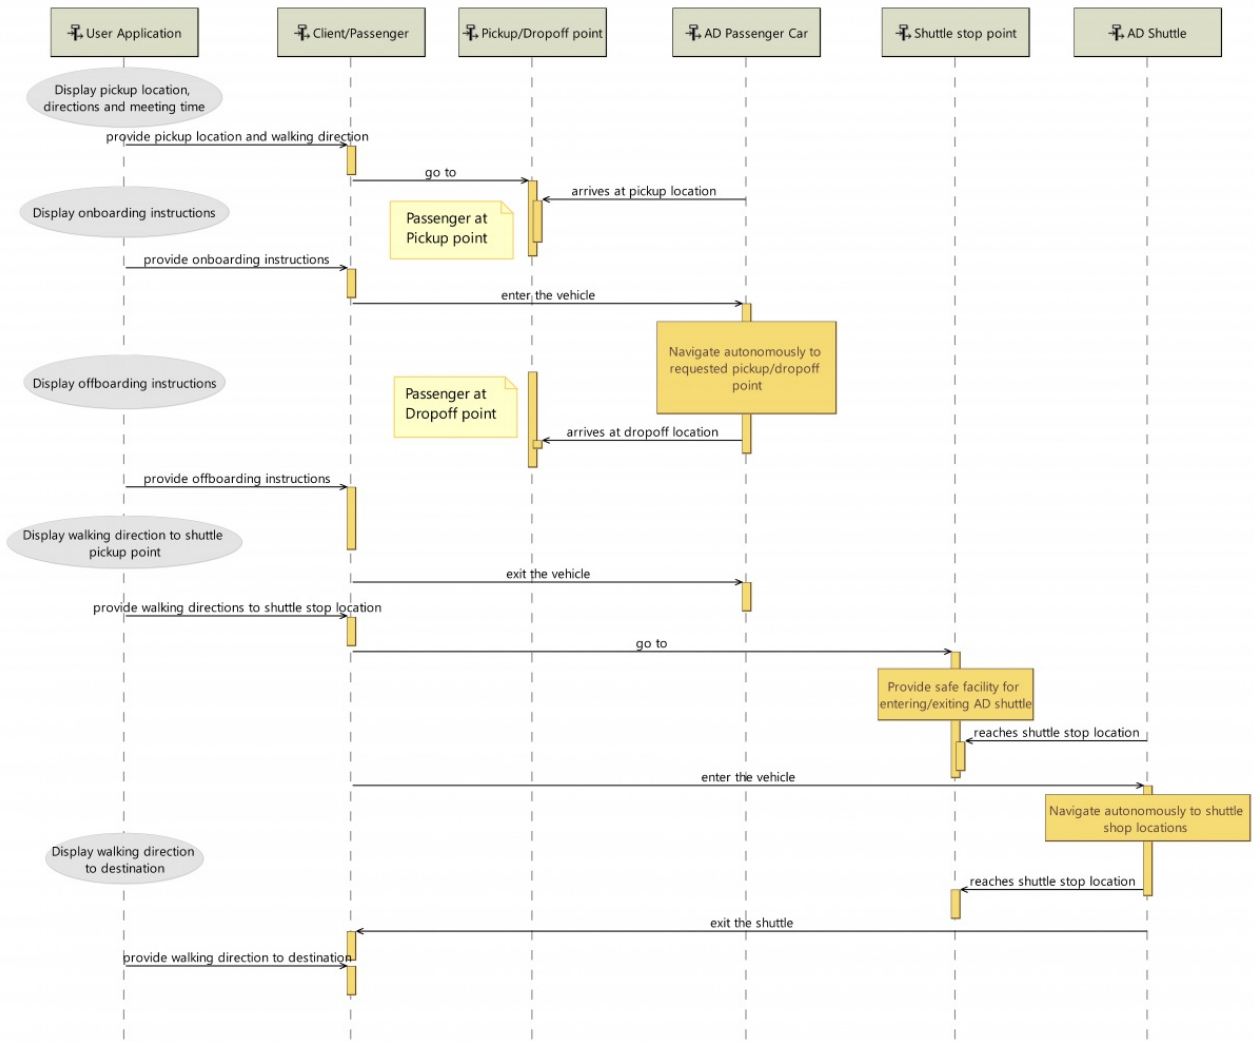 User Application
Client/Passenger
Pickup/Dropoff point
AD Passenger Car
Shuttle stop point
AD Shuttle
Display pickup location,
directions and meeting time
provide pickup location and walking direction
go to
arrives at pickup location
Display onboarding instructions
Passenger at
Pickup point
provide onboarding instructions
enter the vehicle
Navigate autonomously to
requested pickup/dropoff
point
Display offboarding instructions
Passenger at
Dropoff point
arrives at dropoff location
provide offboarding instructions
Display walking direction to shuttle
pickup point
exit the vehicle
provide walking directions to shuttle stop location
go to
Provide safe facility for
entering/exiting AD shuttle
reaches shuttle stop location
enter the vehicle
Navigate autonomously to shuttle
shop locations
Display walking direction
to destination
reaches shuttle stop location
exit the shuttle
provide walking direction to destination